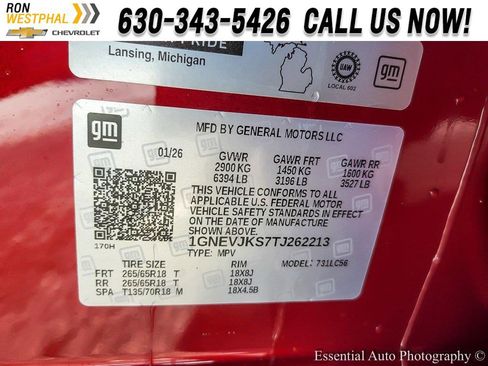 RON
WESTPHAL
CHEVROLET
630-343-5426 CALL US NOW!
PRIDE
Lansing, Michigan
UAW
LOCAL 602
gm
gm
MFD BY GENERAL MOTORS LLC
01/26
GVWR GAWR FRT GAWR RR
2900 KG 1450 KG 1600 KG
6394 LB 3196 LB 3527 LB
THIS VEHICLE CONFORMS TO ALL
APPLICABLE U.S. FEDERAL MOTOR
VEHICLE SAFETY
STANDARDS IN EFFECT ON THE DATE OF MANUFACTURE
SHOWN ABOVE.
1GNEVJKS7TJ262213
170H
TYPE: MPV MODEL: 731LC56
TIRE SIZE RIM
FRT 265/65R18 T 18X8J
RR 265/65R18 T 18X8J
SPA T135/70R18 M 18X4.5B
Essential Auto Photography ©